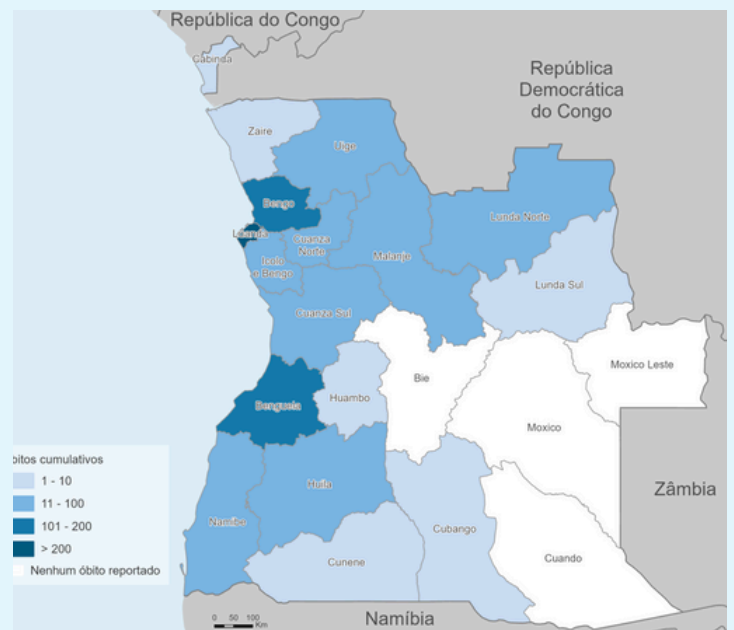 República do Congo
Cabinda
República
Democrática
do Congo
Zaire
Uige
Bengo
Lunda Norte
Luanda
Cuanza
Norte
Malanje
Icolo
e Bengo
Lunda Sul
Cuanza Sul
Moxico Leste
Bie
Huambo
Benguela
Moxico
bitos cumulativos
1 - 10
11 - 100
101 - 200
> 200
Nenhum óbito reportado
Huila
Zâmbia
Namibe
Cubango
Cuando
Cunene
0 50 100
Km
Namíbia